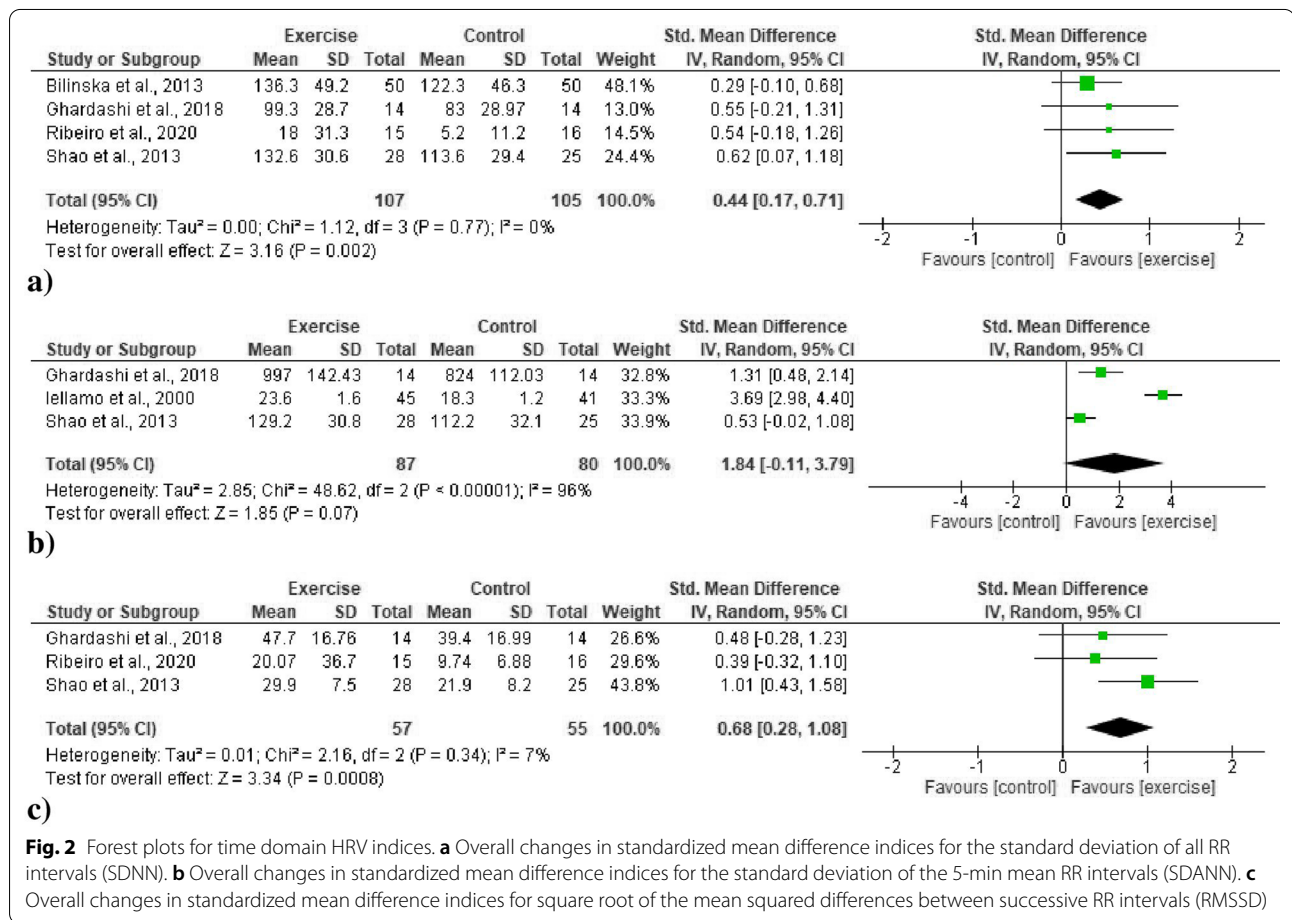 Exercise Control Std. Mean Difference Std. Mean Difference
Study or Subgroup Mean SD Total Mean SD Total Weight IV, Random, 95% CI IV, Random, 95% CI
Bilinska et al., 2013 136.3 49.2 50 122.3 46.3 50 48.1% 0.29 [-0.10, 0.68]
Ghardashi et al., 2018 99.3 28.7 14 83 28.97 14 13.0% 0.55 [-0.21, 1.31]
Ribeiro et al., 2020 18 31.3 15 5.2 11.2 16 14.5% 0.54 [-0.18, 1.26]
Shao et al., 2013 132.6 30.6 28 113.6 29.4 25 24.4% 0.62 [0.07, 1.18]
Total (95% CI) 107 105 100.0% 0.44 [0.17, 0.71]
Heterogeneity: Tau² = 0.00; Chi² = 1.12, df = 3 (P = 0.77); I² = 0%
Test for overall effect: Z = 3.16 (P = 0.002)
-2 -1 0 1 2
Favours [control] Favours [exercise]
a)
Exercise Control Std. Mean Difference Std. Mean Difference
Study or Subgroup Mean SD Total Mean SD Total Weight IV, Random, 95% CI IV, Random, 95% CI
Ghardashi et al., 2018 997 142.43 14 824 112.03 14 32.8% 1.31 [0.48, 2.14]
Iellamo et al., 2000 23.6 1.6 45 18.3 1.2 41 33.3% 3.69 [2.98, 4.40]
Shao et al., 2013 129.2 30.8 28 112.2 32.1 25 33.9% 0.53 [-0.02, 1.08]
Total (95% CI) 87 80 100.0% 1.84 [-0.11, 3.79]
Heterogeneity: Tau² = 2.85; Chi² = 48.62, df = 2 (P < 0.00001); I² = 96%
Test for overall effect: Z = 1.85 (P = 0.07)
-4 -2 0 2 4
Favours [control] Favours [exercise]
b)
Exercise Control Std. Mean Difference Std. Mean Difference
Study or Subgroup Mean SD Total Mean SD Total Weight IV, Random, 95% CI IV, Random, 95% CI
Ghardashi et al., 2018 47.7 16.76 14 39.4 16.99 14 26.6% 0.48 [-0.28, 1.23]
Ribeiro et al., 2020 20.07 36.7 15 9.74 6.88 16 29.6% 0.39 [-0.32, 1.10]
Shao et al., 2013 29.9 7.5 28 21.9 8.2 25 43.8% 1.01 [0.43, 1.58]
Total (95% CI) 57 55 100.0% 0.68 [0.28, 1.08]
Heterogeneity: Tau² = 0.01; Chi² = 2.16, df = 2 (P = 0.34); I² = 7%
Test for overall effect: Z = 3.34 (P = 0.0008)
-2 -1 0 1 2
Favours [control] Favours [exercise]
c)
Fig. 2 Forest plots for time domain HRV indices. a Overall changes in standardized mean difference indices for the standard deviation of all RR
intervals (SDNN). b Overall changes in standardized mean difference indices for the standard deviation of the 5-min mean RR intervals (SDANN). c
Overall changes in standardized mean difference indices for square root of the mean squared differences between successive RR intervals (RMSSD)